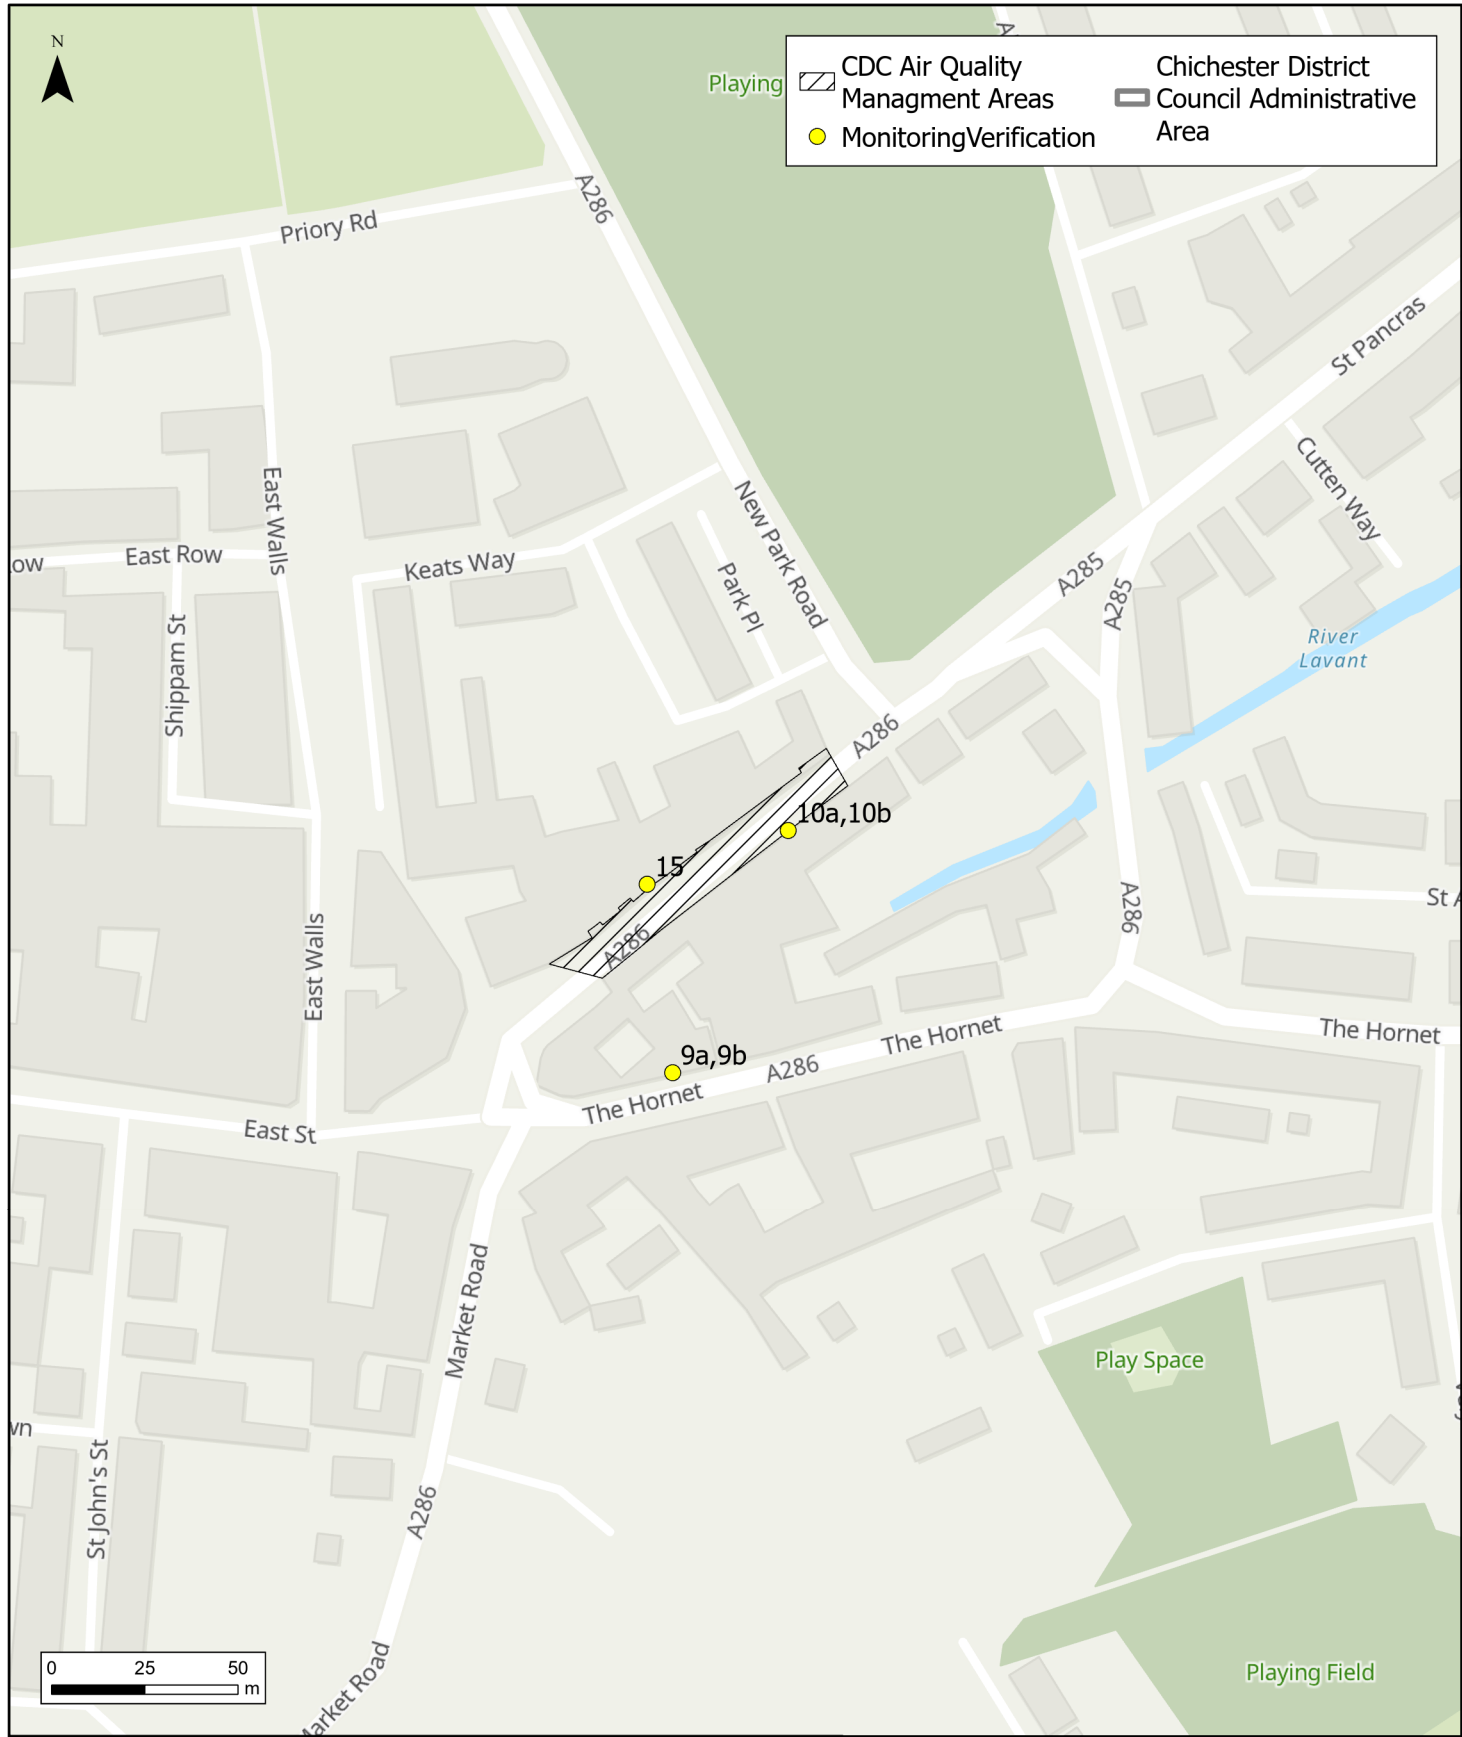 N
Playing
CDC Air Quality
Managment Areas
MonitoringVerification
Chichester District
Council Administrative
Area
A286
Priory Rd
St Pancras
Cutten Way
East Walls
New Park Road
East Row
Keats Way
Park Pl
A285
A285
Shippam St
River
Lavant
A286
10a,10b
15
A286
A286
East Walls
The Hornet
The Hornet
9a,9b
A286
The Hornet
East St
Market Road
Play Space
St John's St
A286
Market Road
Playing Field
0 25 50
m